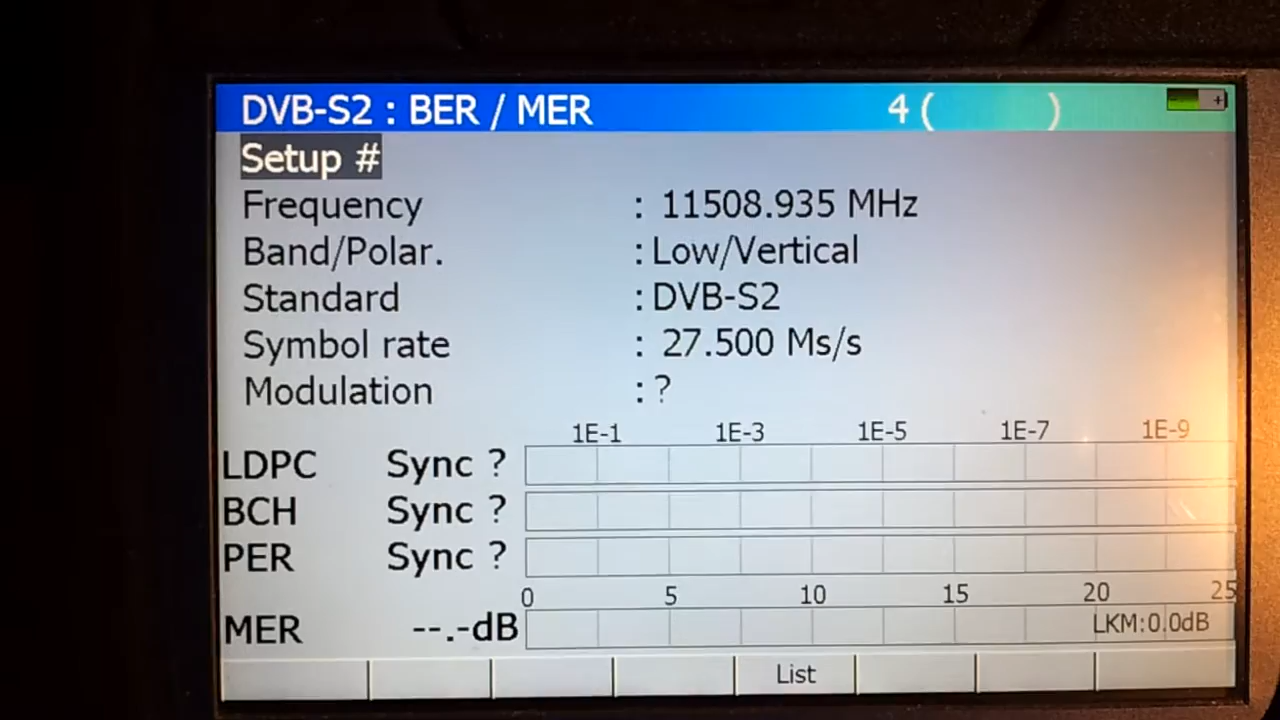 DVB-S2 : BER / MER 4 ( )
Setup #
Frequency : 11508.935 MHz
Band/Polar. : Low/Vertical
Standard : DVB-S2
Symbol rate : 27.500 Ms/s
Modulation : ?
1E-1 1E-3 1E-5 1E-7 1E-9
LDPC Sync ?
BCH Sync ?
PER Sync ?
0 5 10 15 20 25
MER --.-dB LKM:0.0dB
List